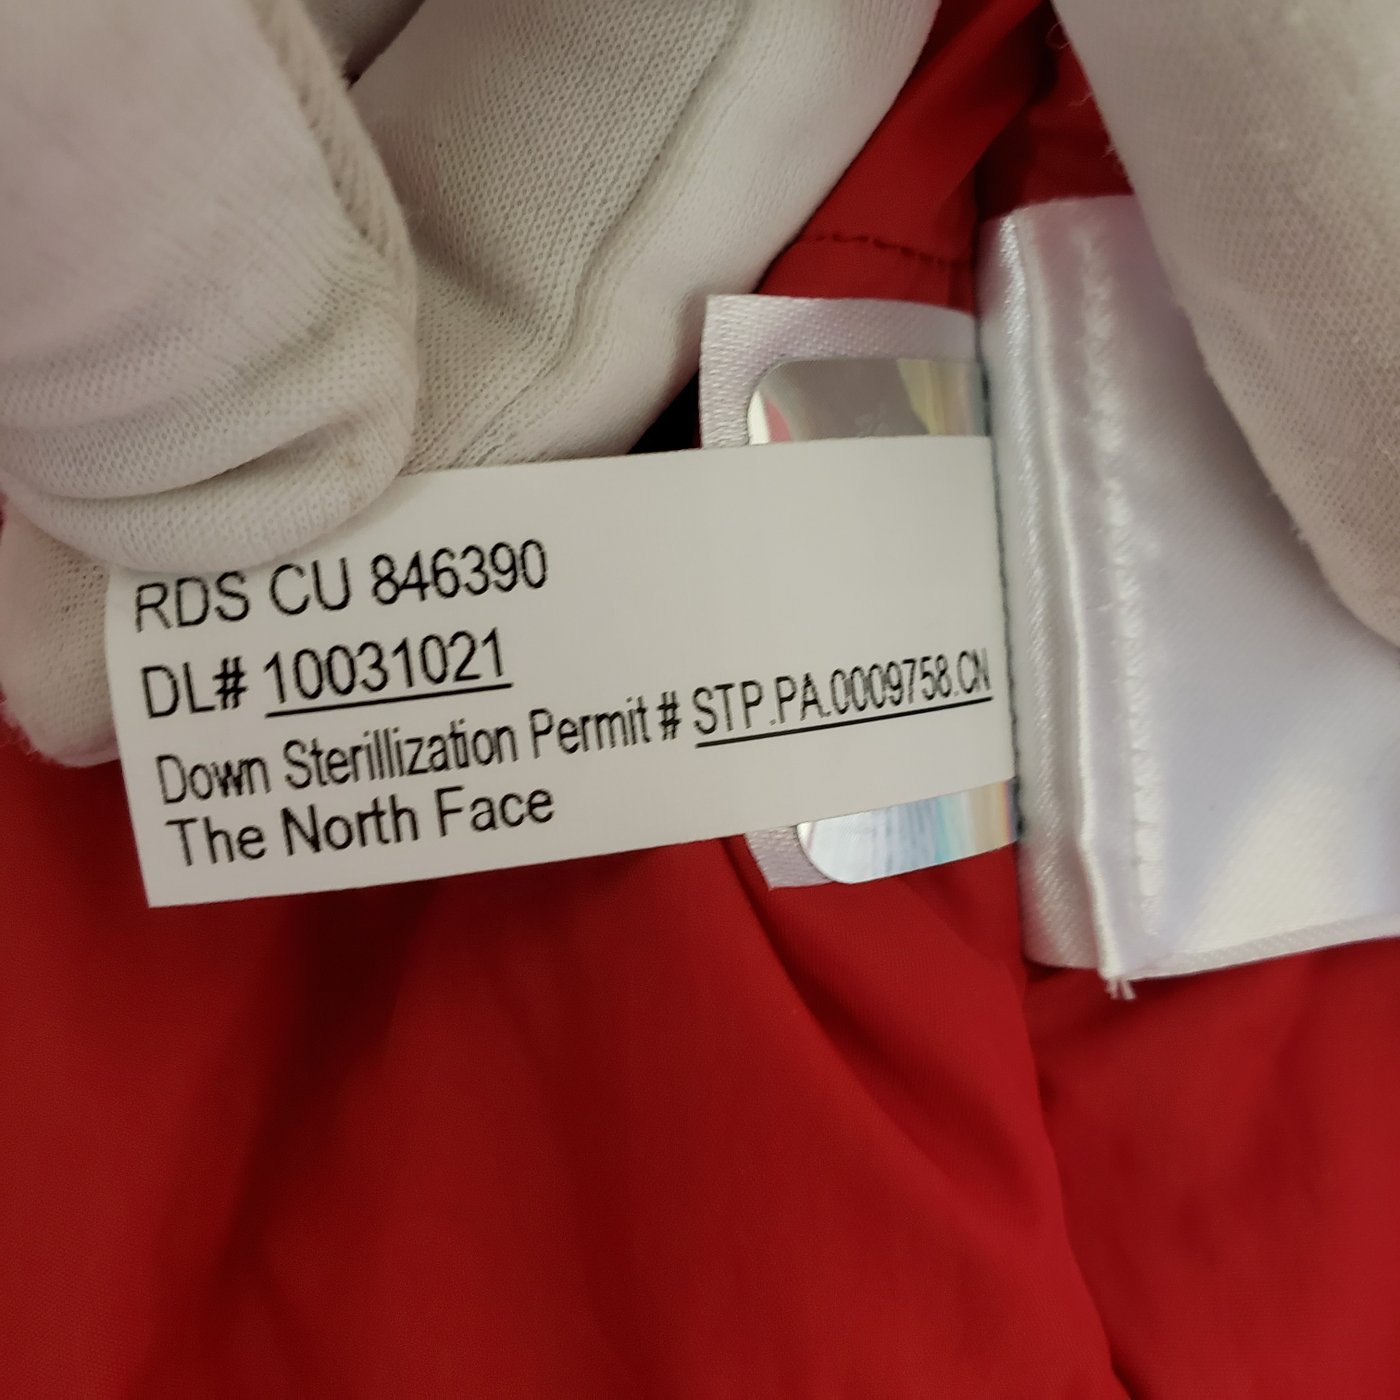 RDS CU 846390
DL# 10031021
Down Sterillization Permit # STP.PA.0009758.CN
The North Face